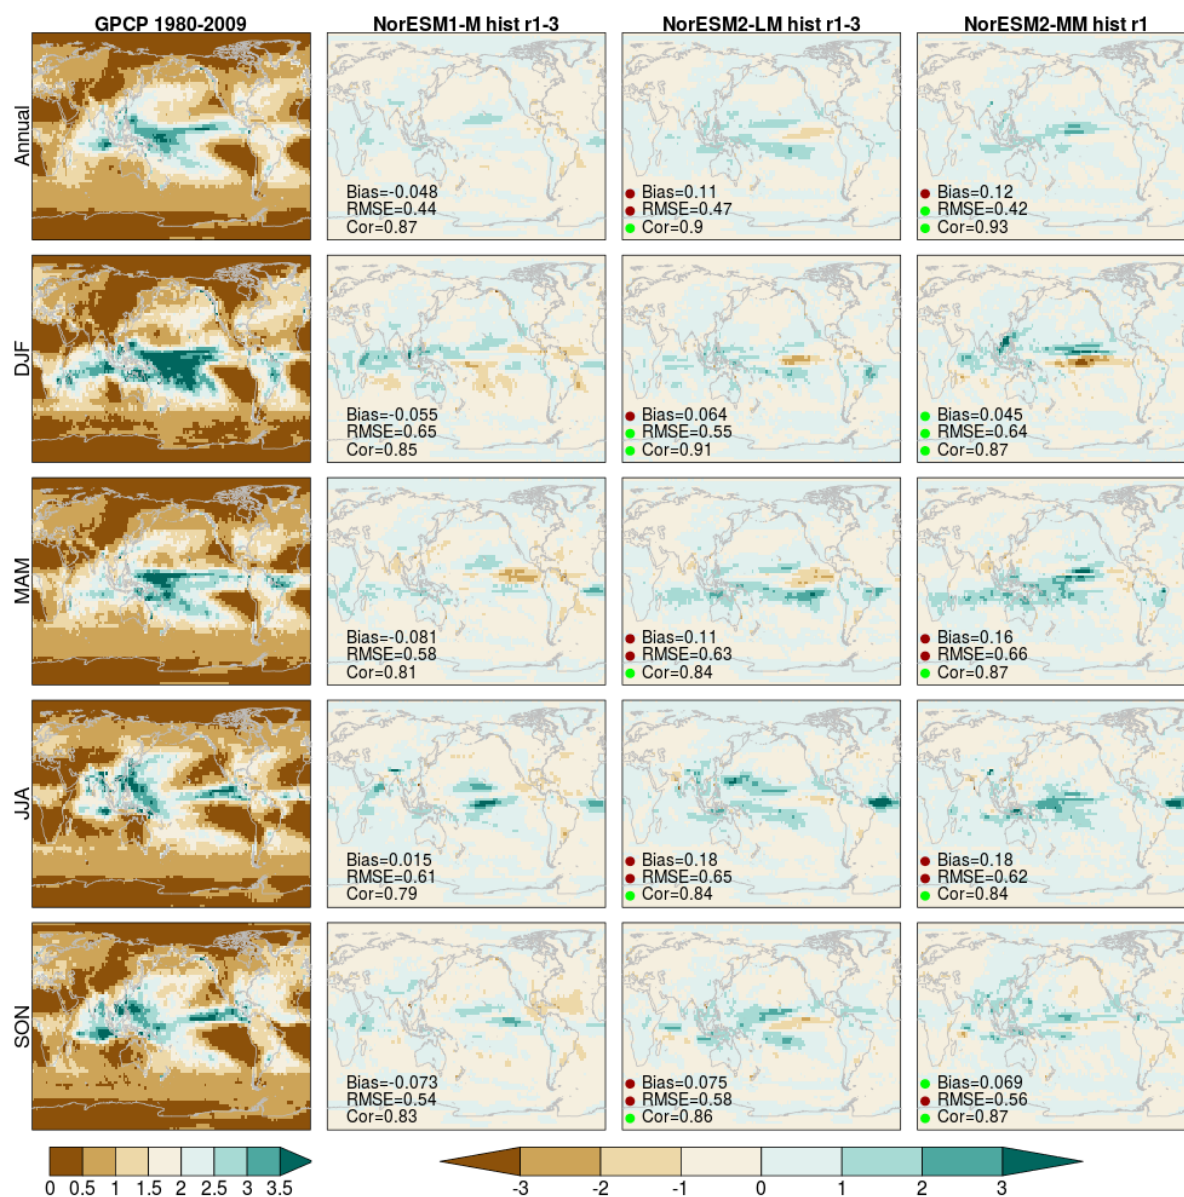 GPCP 1980-2009 NorESM1-M hist r1-3 NorESM2-LM hist r1-3 NorESM2-MM hist r1
Annual
Bias=-0.048 Bias=0.11 Bias=0.12
RMSE=0.44 RMSE=0.47 RMSE=0.42
Cor=0.87 Cor=0.9 Cor=0.93
DJF
Bias=-0.055 Bias=0.064 Bias=0.045
RMSE=0.65 RMSE=0.55 RMSE=0.64
Cor=0.85 Cor=0.91 Cor=0.87
MAM
Bias=-0.081 Bias=0.11 Bias=0.16
RMSE=0.58 RMSE=0.63 RMSE=0.66
Cor=0.81 Cor=0.84 Cor=0.87
JJA
Bias=0.015 Bias=0.18 Bias=0.18
RMSE=0.61 RMSE=0.65 RMSE=0.62
Cor=0.79 Cor=0.84 Cor=0.84
SON
Bias=-0.073 Bias=0.075 Bias=0.069
RMSE=0.54 RMSE=0.58 RMSE=0.56
Cor=0.83 Cor=0.86 Cor=0.87
0 0.5 1 1.5 2 2.5 3 3.5 -3 -2 -1 0 1 2 3